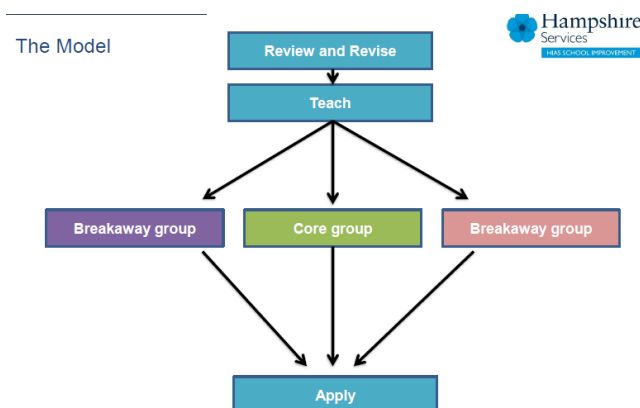 The Model
Hampshire
Services
HIAS SCHOOL IMPROVEMENT
Review and Revise
Teach
Breakaway group
Core group
Breakaway group
Apply